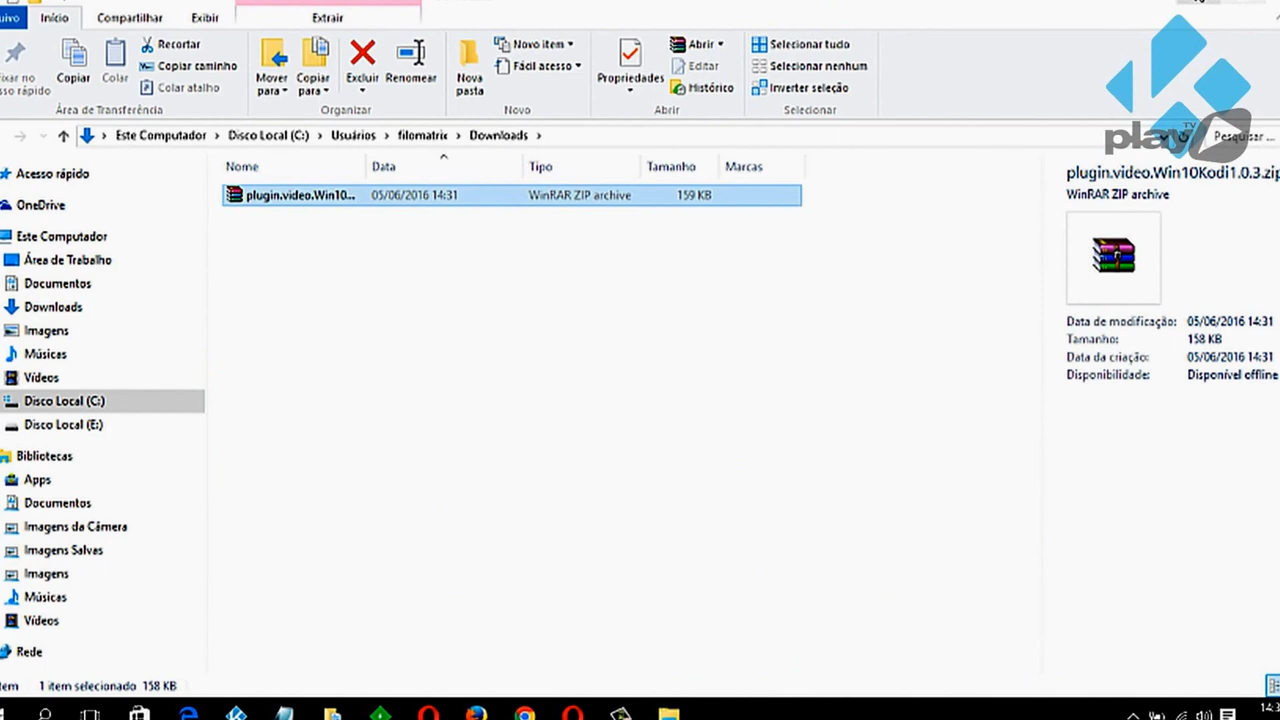 uivo Início Compartilhar Exibir Extrair
ixar no
sso rápido
Copiar
Colar
Recortar
Copiar caminho
Colar atalho
Área de Transferência
Mover
para
Copiar
para
Excluir
Renomear
Organizar
Nova
pasta
Novo item
Fácil acesso
Novo
Propriedades
Abrir
Editar
Histórico
Abrir
Selecionar tudo
Selecionar nenhum
Inverter seleção
Selecionar
play TV
Este Computador > Disco Local (C:) > Usuários > filomatrix > Downloads >
Pesquisar ...
Nome Data Tipo Tamanho Marcas
plugin.video.Win10... 05/06/2016 14:31 WinRAR ZIP archive 159 KB
Acesso rápido
OneDrive
Este Computador
Área de Trabalho
Documentos
Downloads
Imagens
Músicas
Vídeos
Disco Local (C:)
Disco Local (E:)
Bibliotecas
Apps
Documentos
Imagens da Câmera
Imagens Salvas
Imagens
Músicas
Vídeos
Rede
plugin.video.Win10Kodi1.0.3.zip
WinRAR ZIP archive
Data de modificação: 05/06/2016 14:31
Tamanho: 158 KB
Data da criação: 05/06/2016 14:31
Disponibilidade: Disponível offline
tem 1 item selecionado 158 KB
14:3